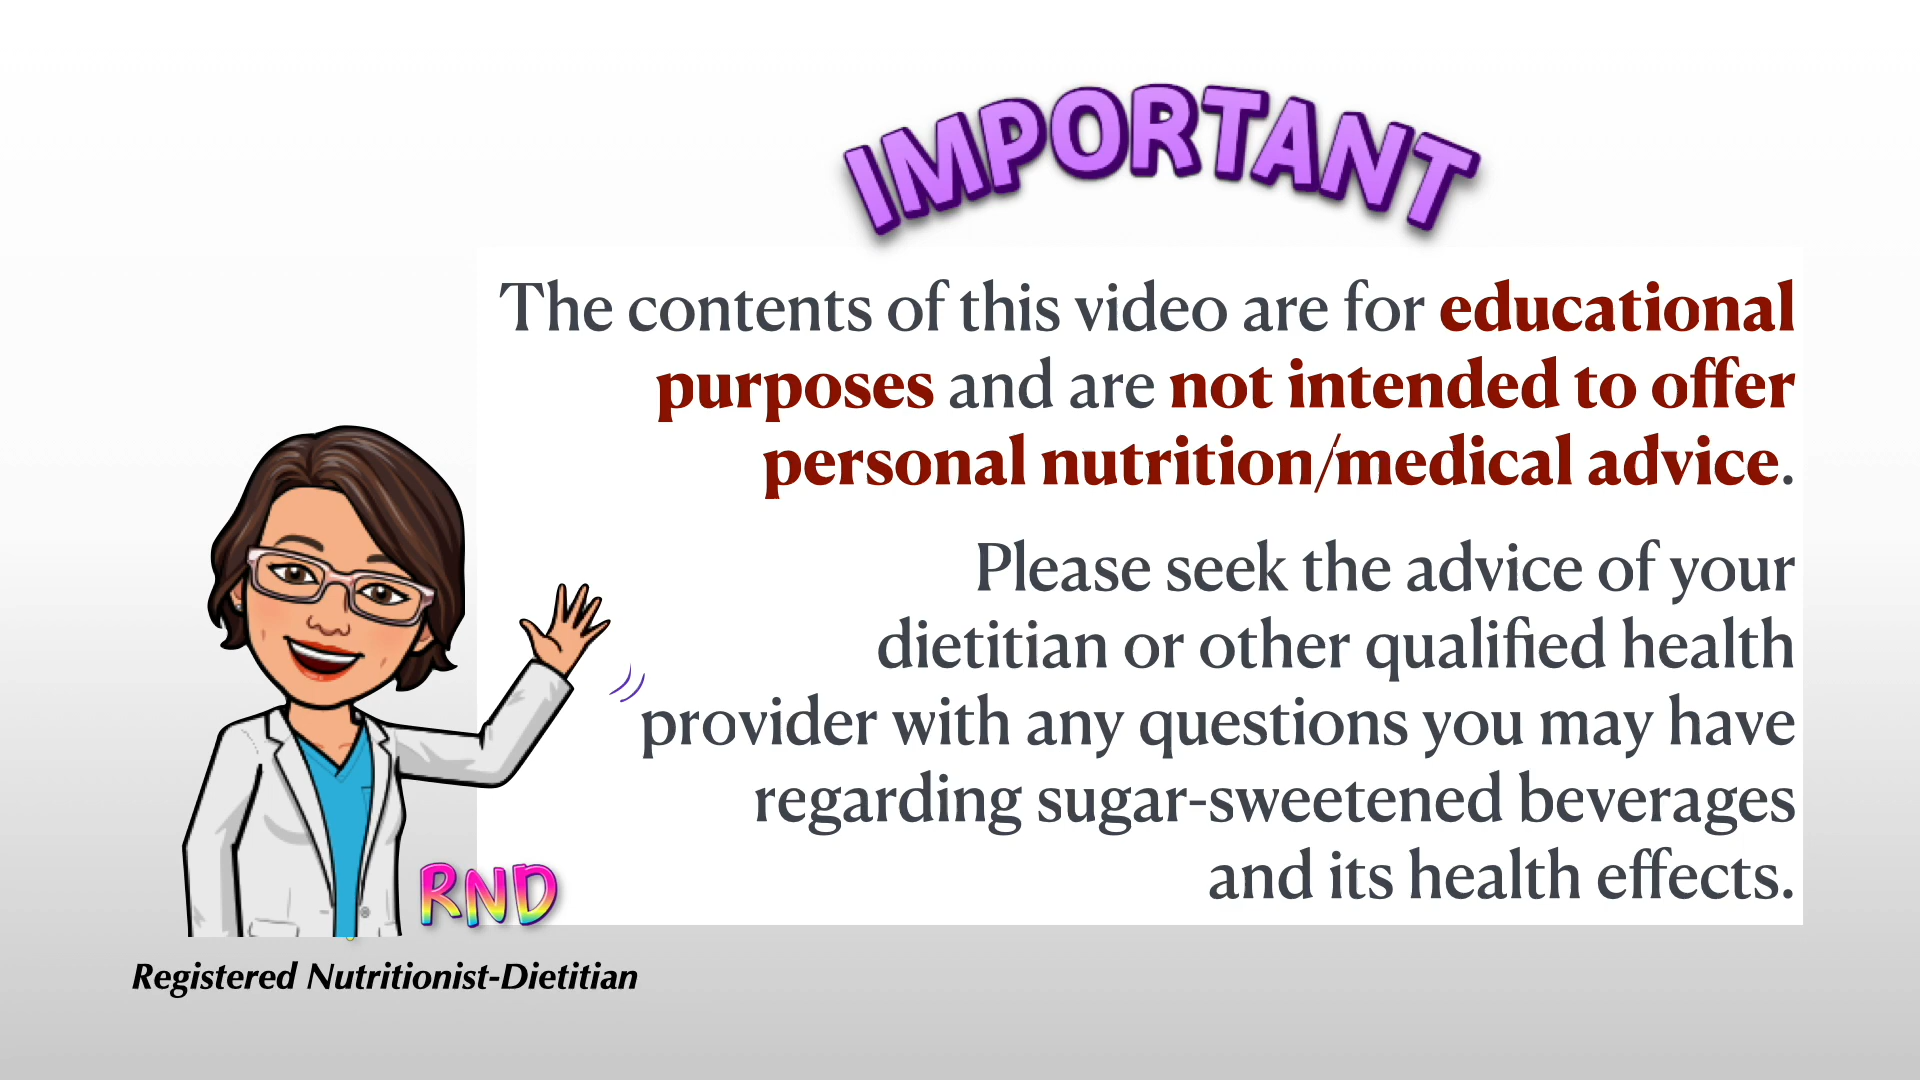 IMPORTANT
The contents of this video are for educational
purposes and are not intended to offer
personal nutrition/medical advice.
Please seek the advice of your
dietitian or other qualified health
provider with any questions you may have
regarding sugar-sweetened beverages
and its health effects.
RND
Registered Nutritionist-Dietitian